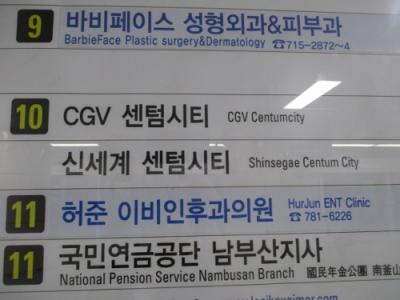 9 바비페이스 성형외과&피부과
BarbieFace Plastic surgery&Dermatology ☎715-2872~4
10 CGV 센텀시티 CGV Centumcity
신세계 센텀시티 Shinsegae Centum City
11 허준 이비인후과의원 HurJun ENT Clinic
☎ 781-6226
11 국민연금공단 남부산지사
National Pension Service Nambusan Branch 國民年金公團 南釜山